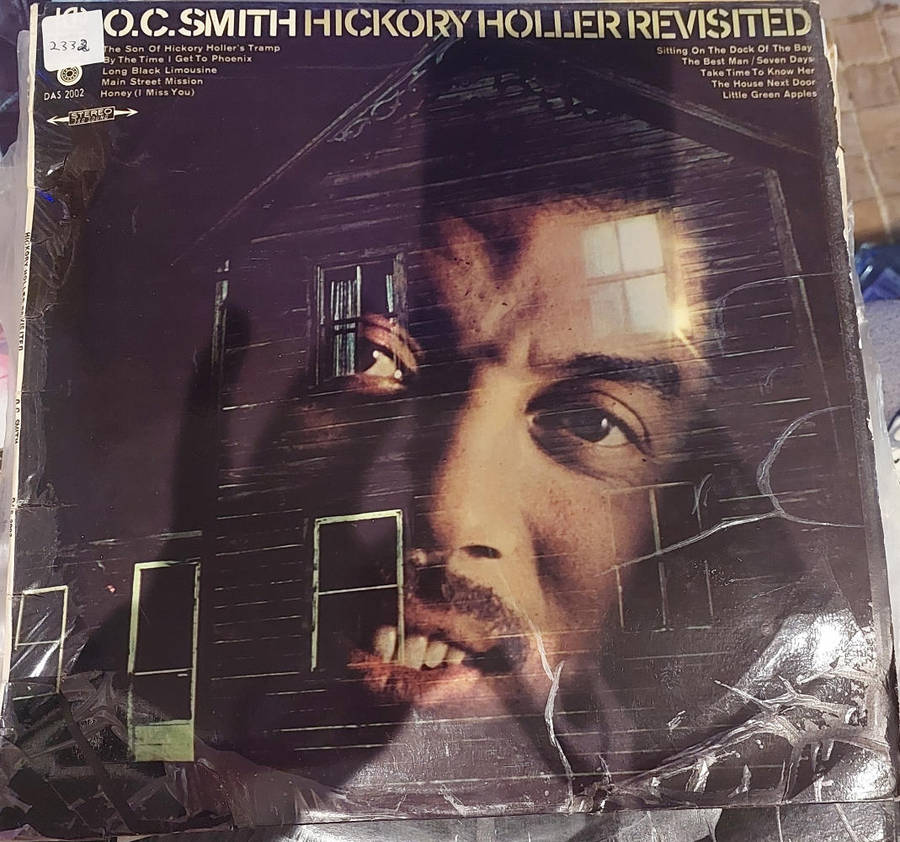 O.C. SMITH HICKORY HOLLER REVISITED
2332
The Son Of Hickory Holler's Tramp
By The Time I Get To Phoenix
Long Black Limousine
Main Street Mission
Honey (I Miss You)
Sitting On The Dock Of The Bay
The Best Man / Seven Days
Take Time To Know Her
The House Next Door
Little Green Apples
DAS 2002
STEREO